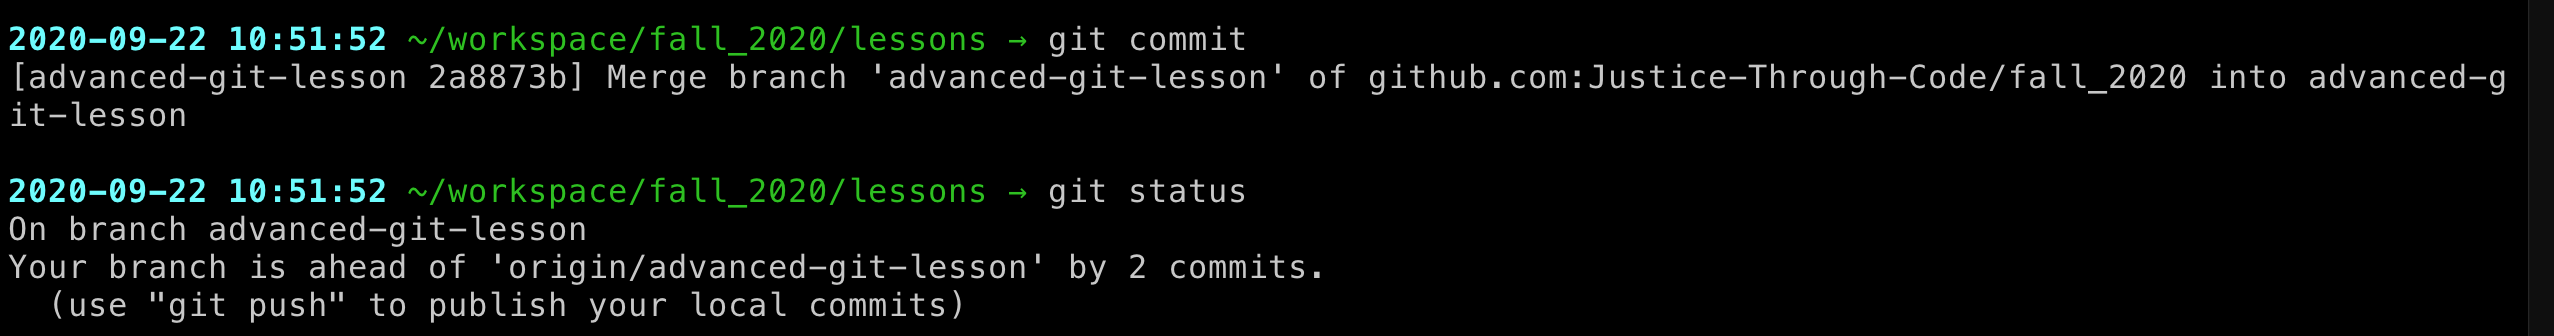 2020-09-22 10:51:52 ~/workspace/fall_2020/lessons → git commit
[advanced-git-lesson 2a8873b] Merge branch 'advanced-git-lesson' of github.com:Justice-Through-Code/fall_2020 into advanced-g
it-lesson
2020-09-22 10:51:52 ~/workspace/fall_2020/lessons → git status
On branch advanced-git-lesson
Your branch is ahead of 'origin/advanced-git-lesson' by 2 commits.
  (use "git push" to publish your local commits)